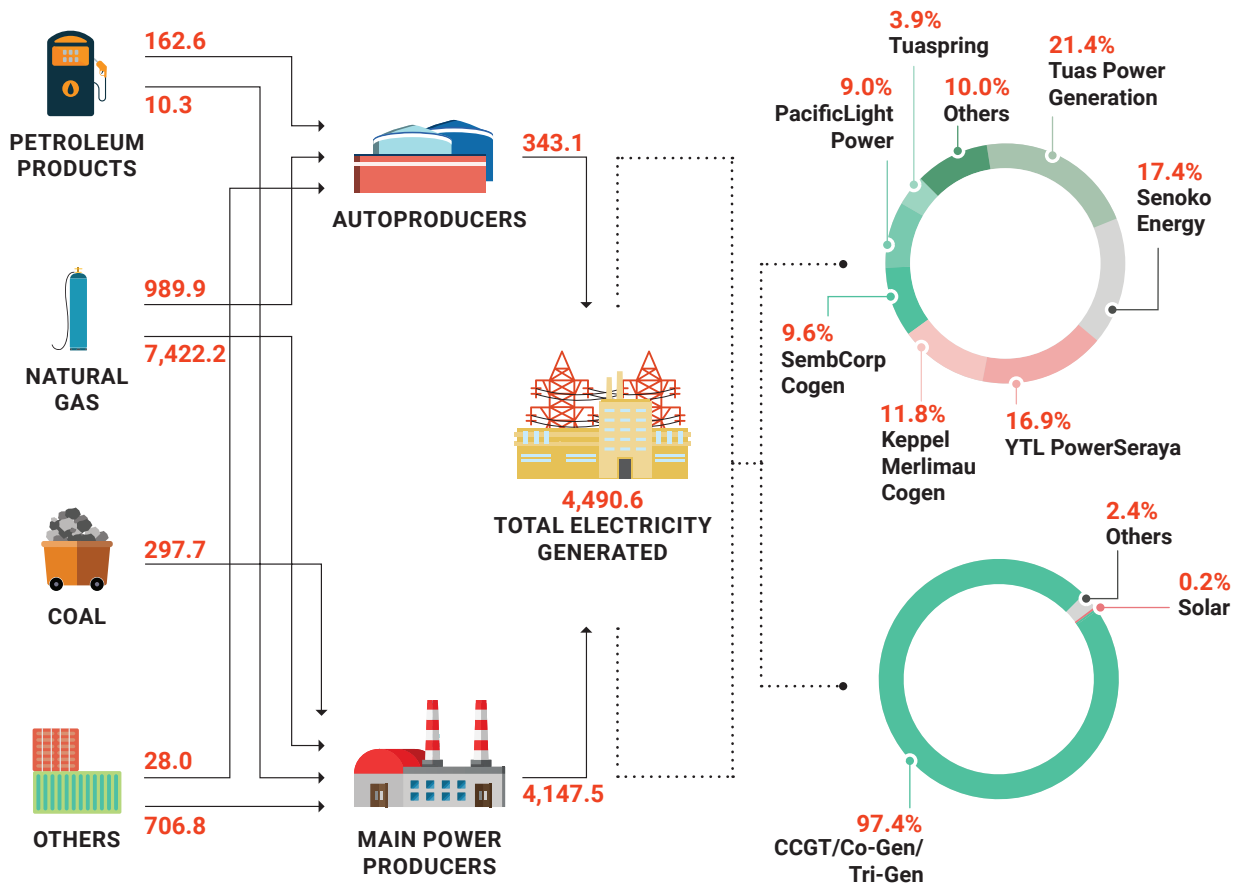 162.6
10.3
PETROLEUM
PRODUCTS
989.9
7,422.2
NATURAL
GAS
297.7
COAL
28.0
706.8
OTHERS
343.1
AUTOPRODUCERS
4,147.5
MAIN POWER
PRODUCERS
4,490.6
TOTAL ELECTRICITY
GENERATED
3.9%
Tuaspring
21.4%
Tuas Power
Generation
9.0%
PacificLight
Power
10.0%
Others
17.4%
Senoko
Energy
9.6%
SembCorp
Cogen
11.8%
Keppel
Merlimau
Cogen
16.9%
YTL PowerSeraya
2.4%
Others
0.2%
Solar
97.4%
CCGT/Co-Gen/
Tri-Gen